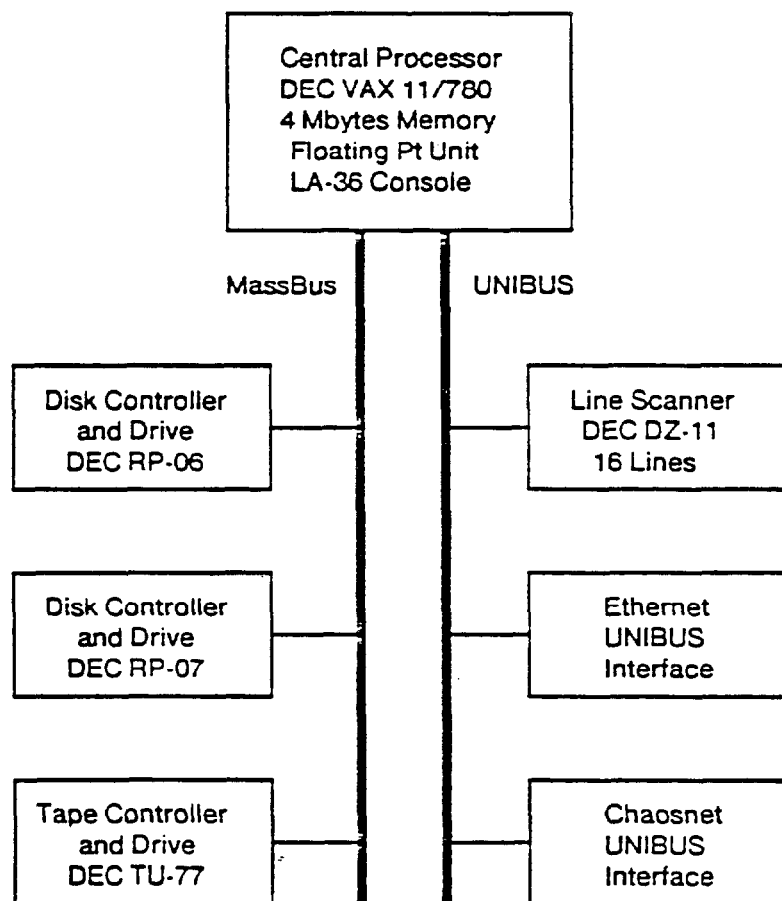 Central Processor
DEC VAX 11/780
4 Mbytes Memory
Floating Pt Unit
LA-36 Console
MassBus
UNIBUS
Disk Controller
and Drive
DEC RP-06
Line Scanner
DEC DZ-11
16 Lines
Disk Controller
and Drive
DEC RP-07
Ethernet
UNIBUS
Interface
Tape Controller
and Drive
DEC TU-77
Chaosnet
UNIBUS
Interface